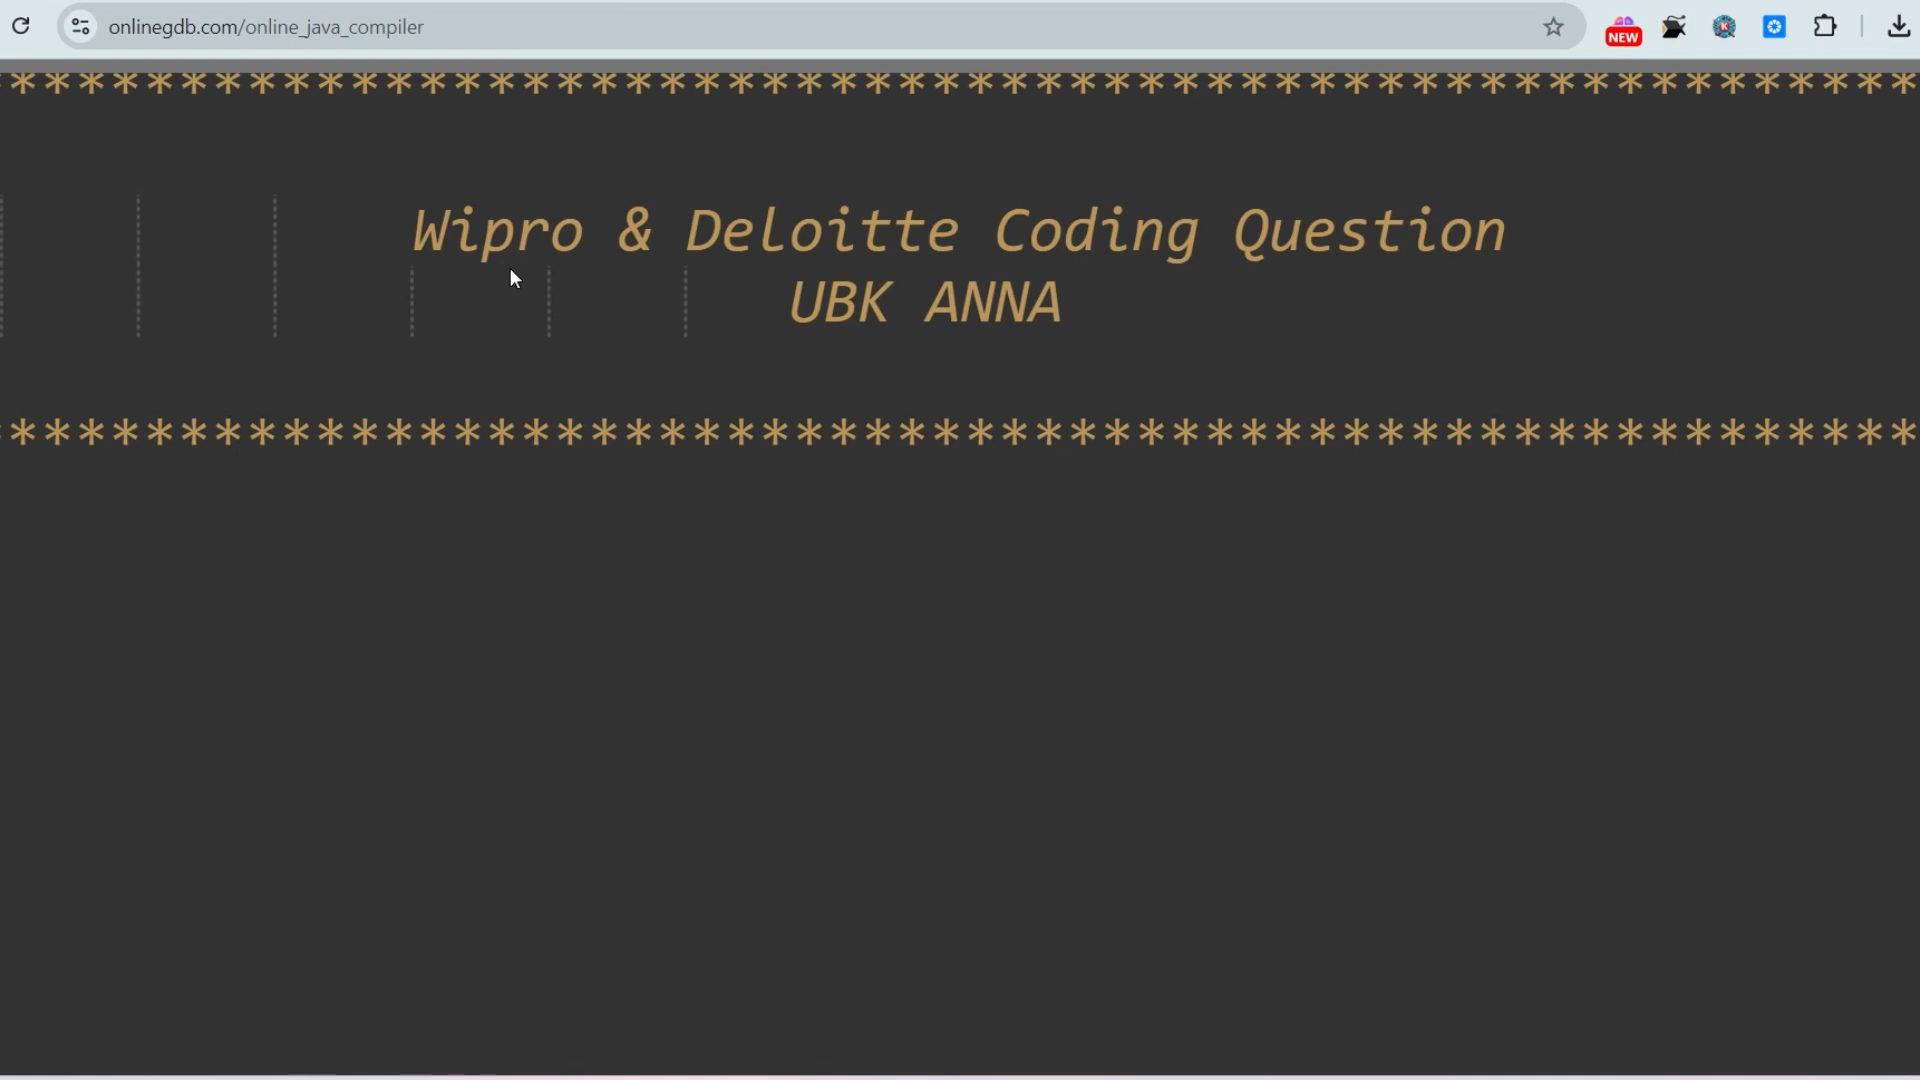 onlinegdb.com/online_java_compiler
NEW
K
********************************************************
Wipro & Deloitte Coding Question
UBK ANNA
********************************************************